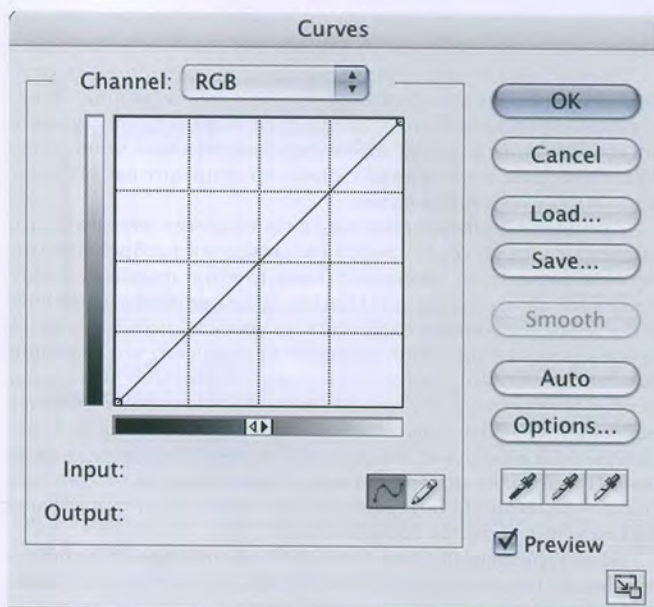 Curves
Channel: RGB
OK
Cancel
Load...
Save...
Smooth
Auto
Options...
Input:
Output:
Preview